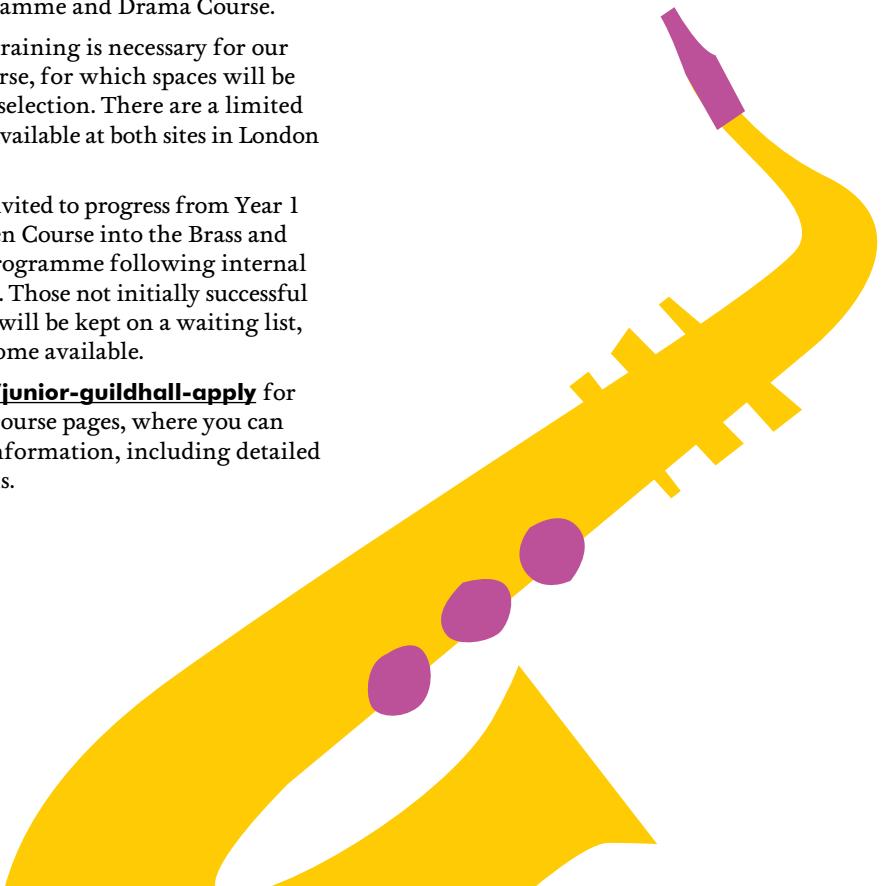 amme and Drama Course.
raining is necessary for our
rse, for which spaces will be
selection. There are a limited
vailable at both sites in London
vited to progress from Year 1
en Course into the Brass and
rogramme following internal
. Those not initially successful
will be kept on a waiting list,
ome available.
/junior-guildhall-apply for
ourse pages, where you can
nformation, including detailed
s.